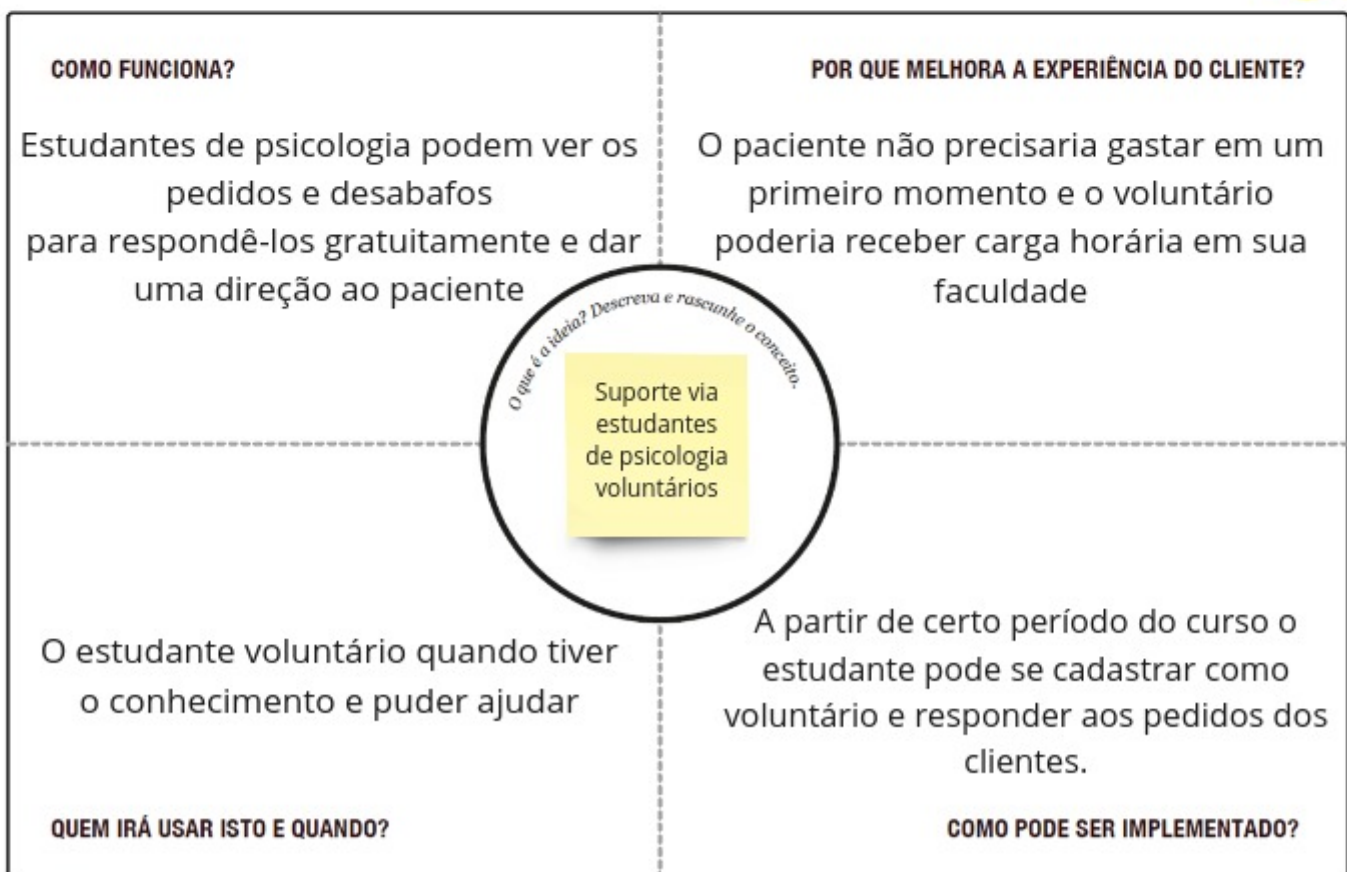 COMO FUNCIONA?
Estudantes de psicologia podem ver os
pedidos e desabafos
para respondê-los gratuitamente e dar
uma direção ao paciente
POR QUE MELHORA A EXPERIÊNCIA DO CLIENTE?
O paciente não precisaria gastar em um
primeiro momento e o voluntário
poderia receber carga horária em sua
faculdade
O que é a ideia? Descreva e rascunhe o conceito.
Suporte via
estudantes
de psicologia
voluntários
O estudante voluntário quando tiver
o conhecimento e puder ajudar
QUEM IRÁ USAR ISTO E QUANDO?
A partir de certo período do curso o
estudante pode se cadastrar como
voluntário e responder aos pedidos dos
clientes.
COMO PODE SER IMPLEMENTADO?